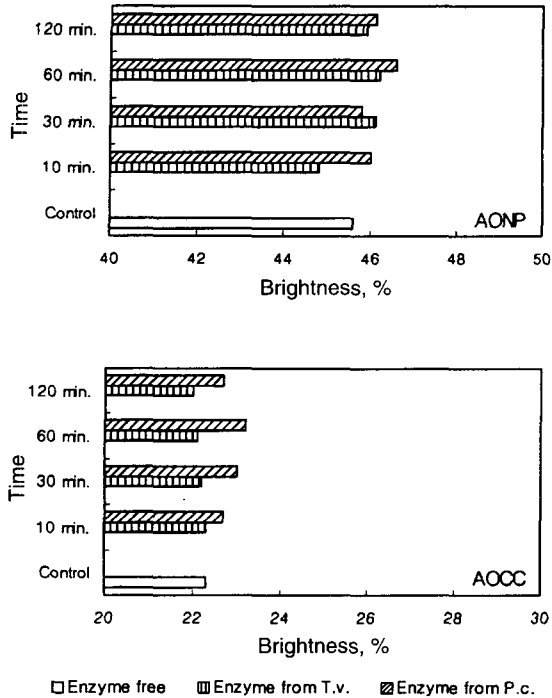 120 min.
60 min.
30 min.
10 min.
Control
Time
AONP
40 42 44 46 48 50
Brightness, %
120 min.
60 min.
30 min.
10 min.
Control
Time
AOCC
20 22 24 26 28 30
Brightness, %
Enzyme free Enzyme from T.v. Enzyme from P.c.